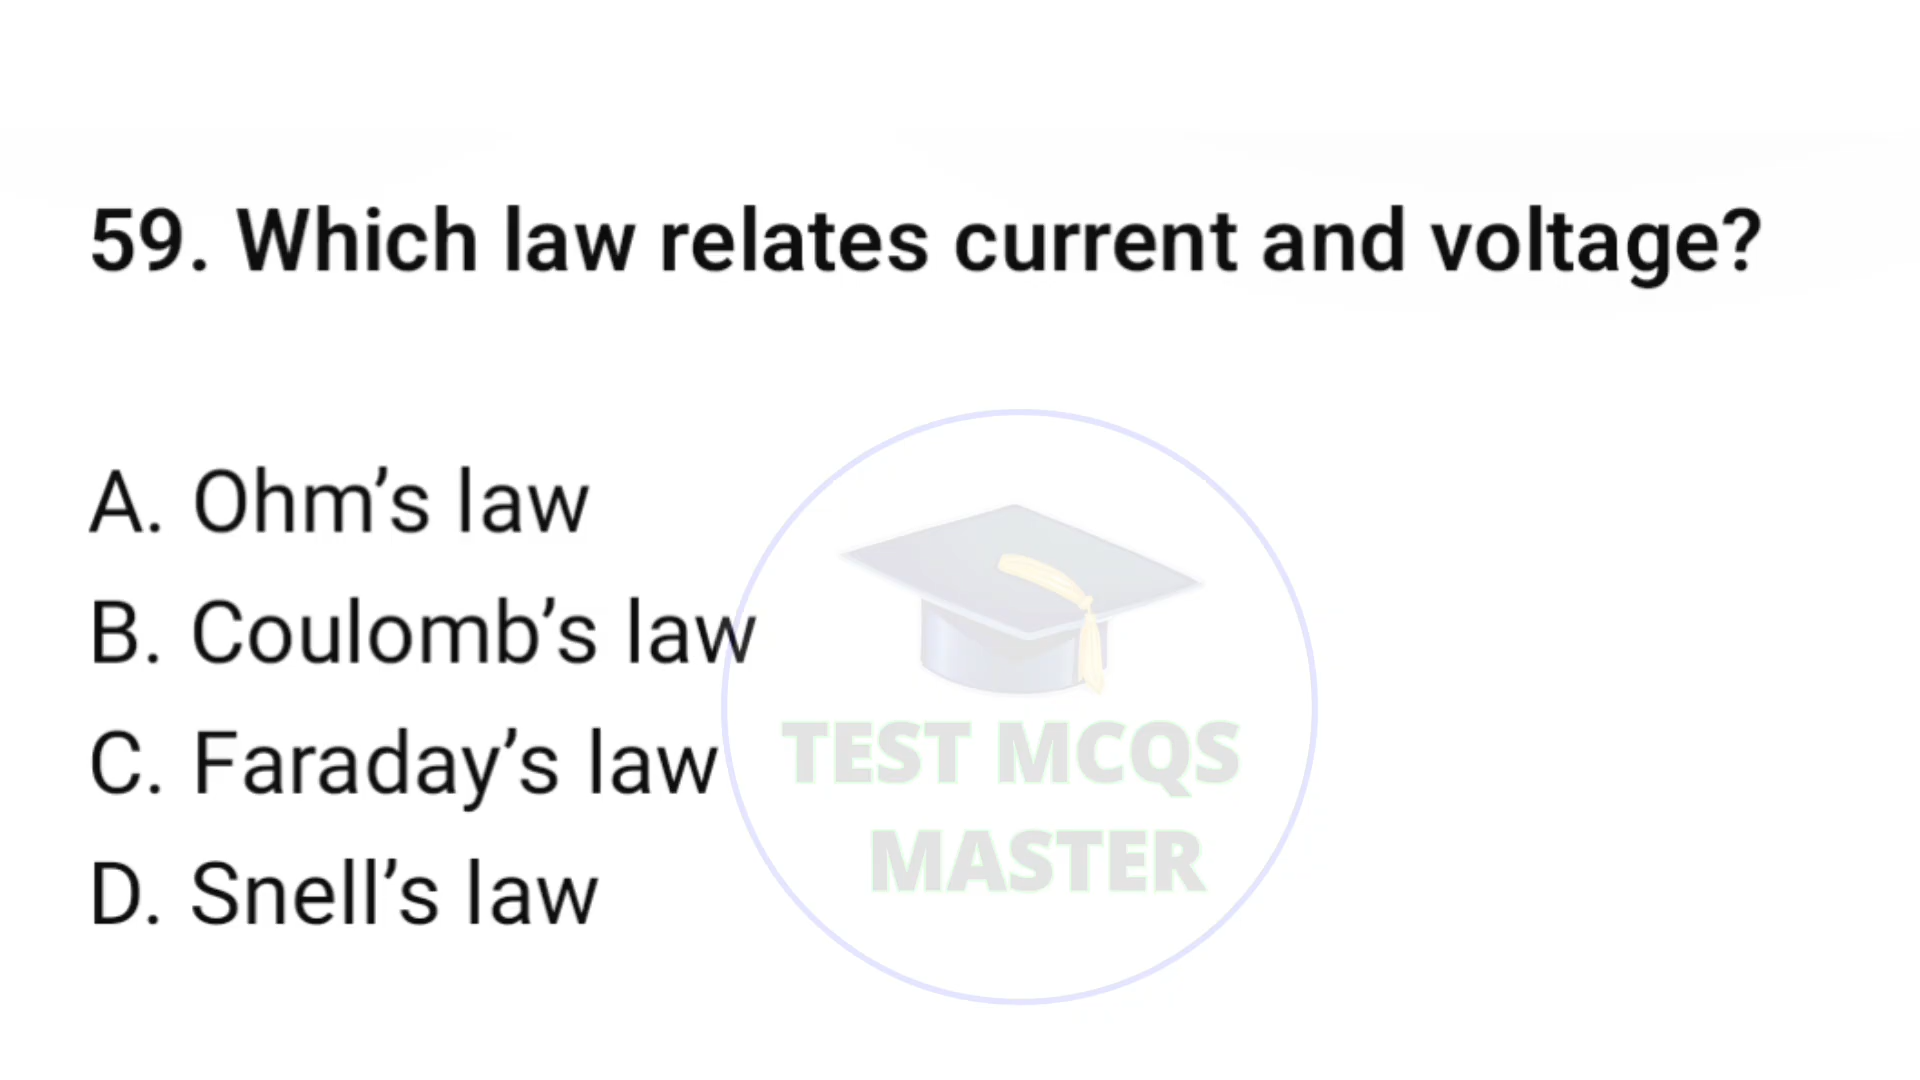 59. Which law relates current and voltage?
A. Ohm’s law
B. Coulomb’s law
C. Faraday’s law
D. Snell’s law
TEST MCQS
MASTER